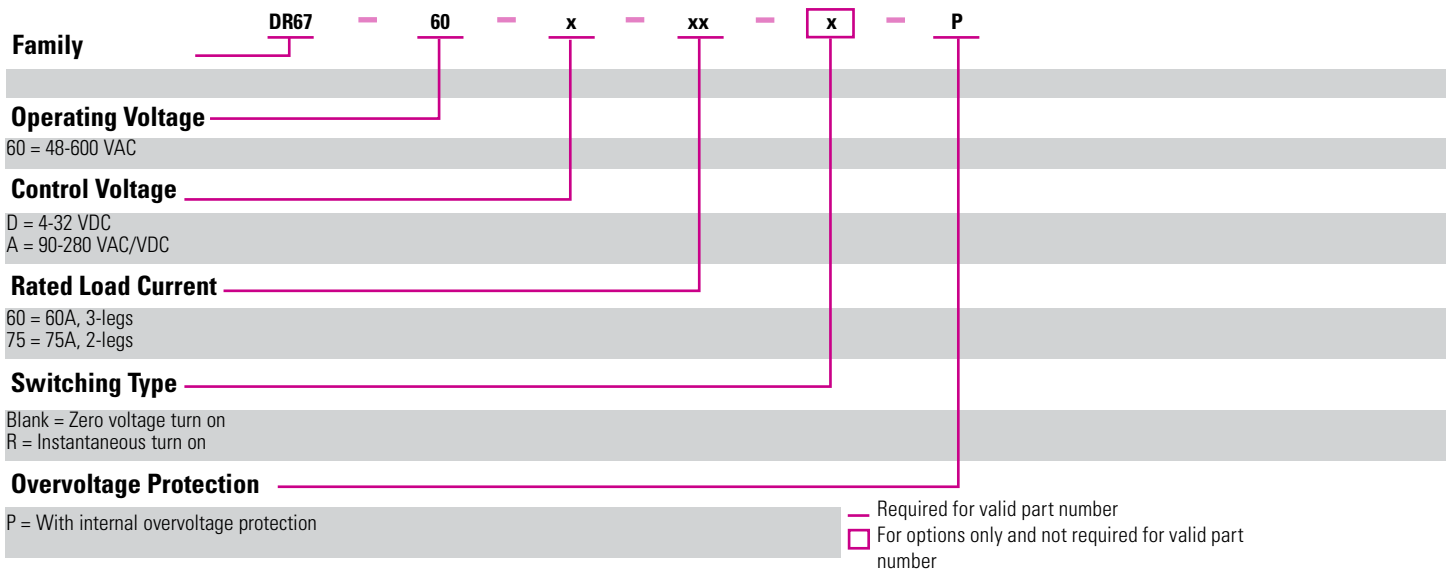 DR67 - 60 - x - xx - x - P
Family
Operating Voltage
60 = 48-600 VAC
Control Voltage
D = 4-32 VDC
A = 90-280 VAC/VDC
Rated Load Current
60 = 60A, 3-legs
75 = 75A, 2-legs
Switching Type
Blank = Zero voltage turn on
R = Instantaneous turn on
Overvoltage Protection
P = With internal overvoltage protection
Required for valid part number
For options only and not required for valid part
number